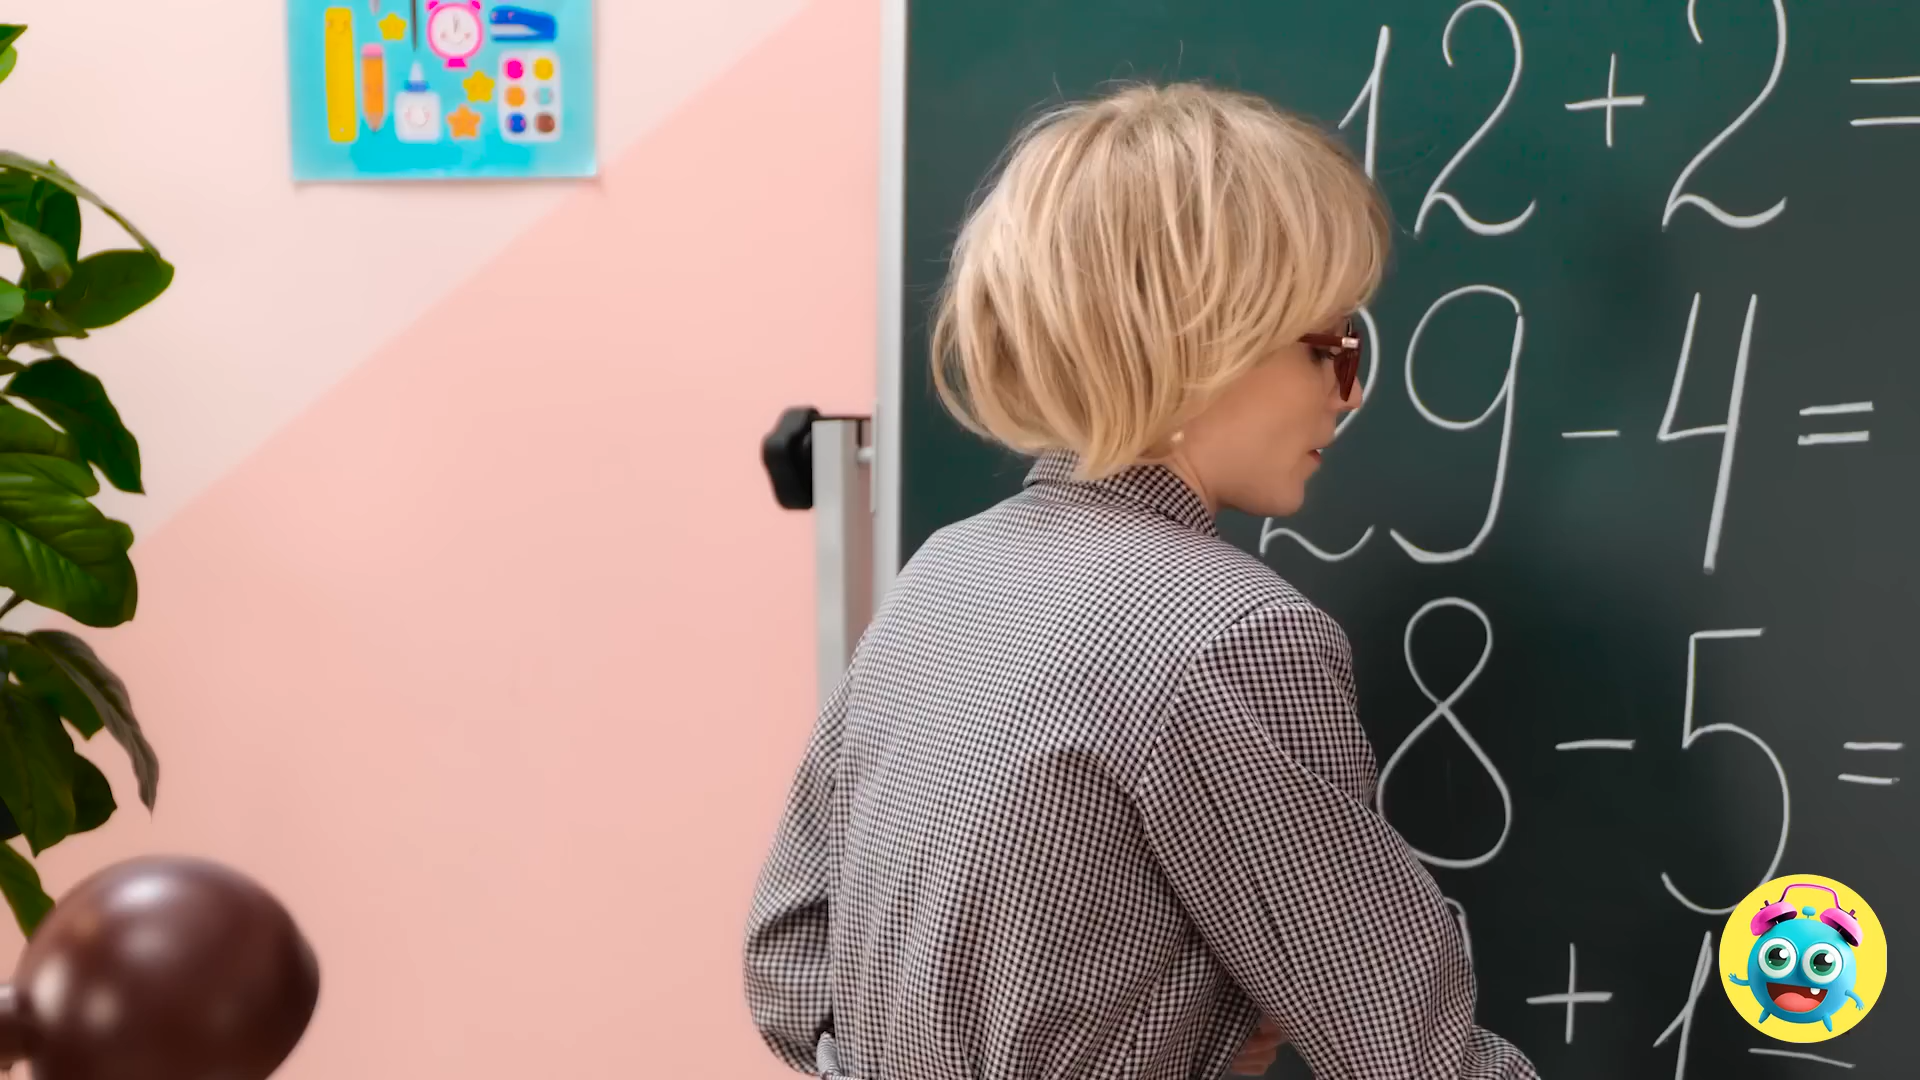 12 + 2 =
29 - 4 =
8 - 5 =
+ 1